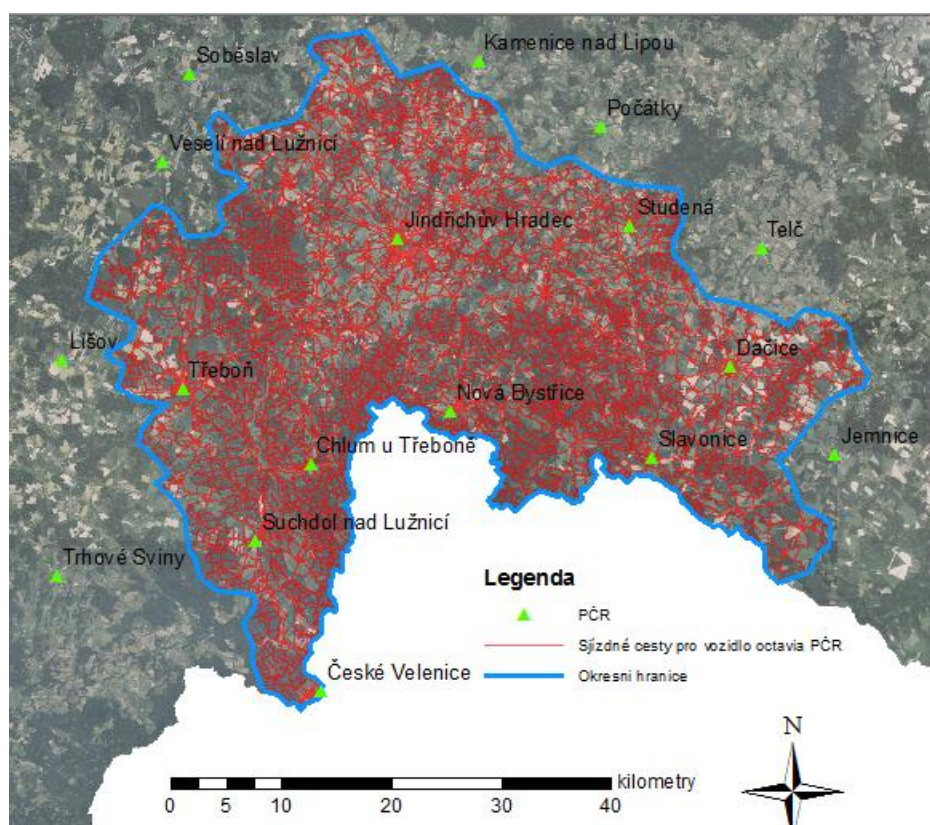 Kamenice nad Lipou
Soběslav
Počátky
Veselí nad Lužnicí
Studená
Jindřichův Hradec
Telč
Lišov
Dačice
Třeboň
Nová Bystřice
Jemnice
Slavonice
Chlum u Třeboně
Suchdol nad Lužnicí
Trhové Sviny
Legenda
PČR
Sjízdné cesty pro vozidlo octavia PČR
Okresni hranice
České Velenice
N
kilometry
0 5 10 20 30 40